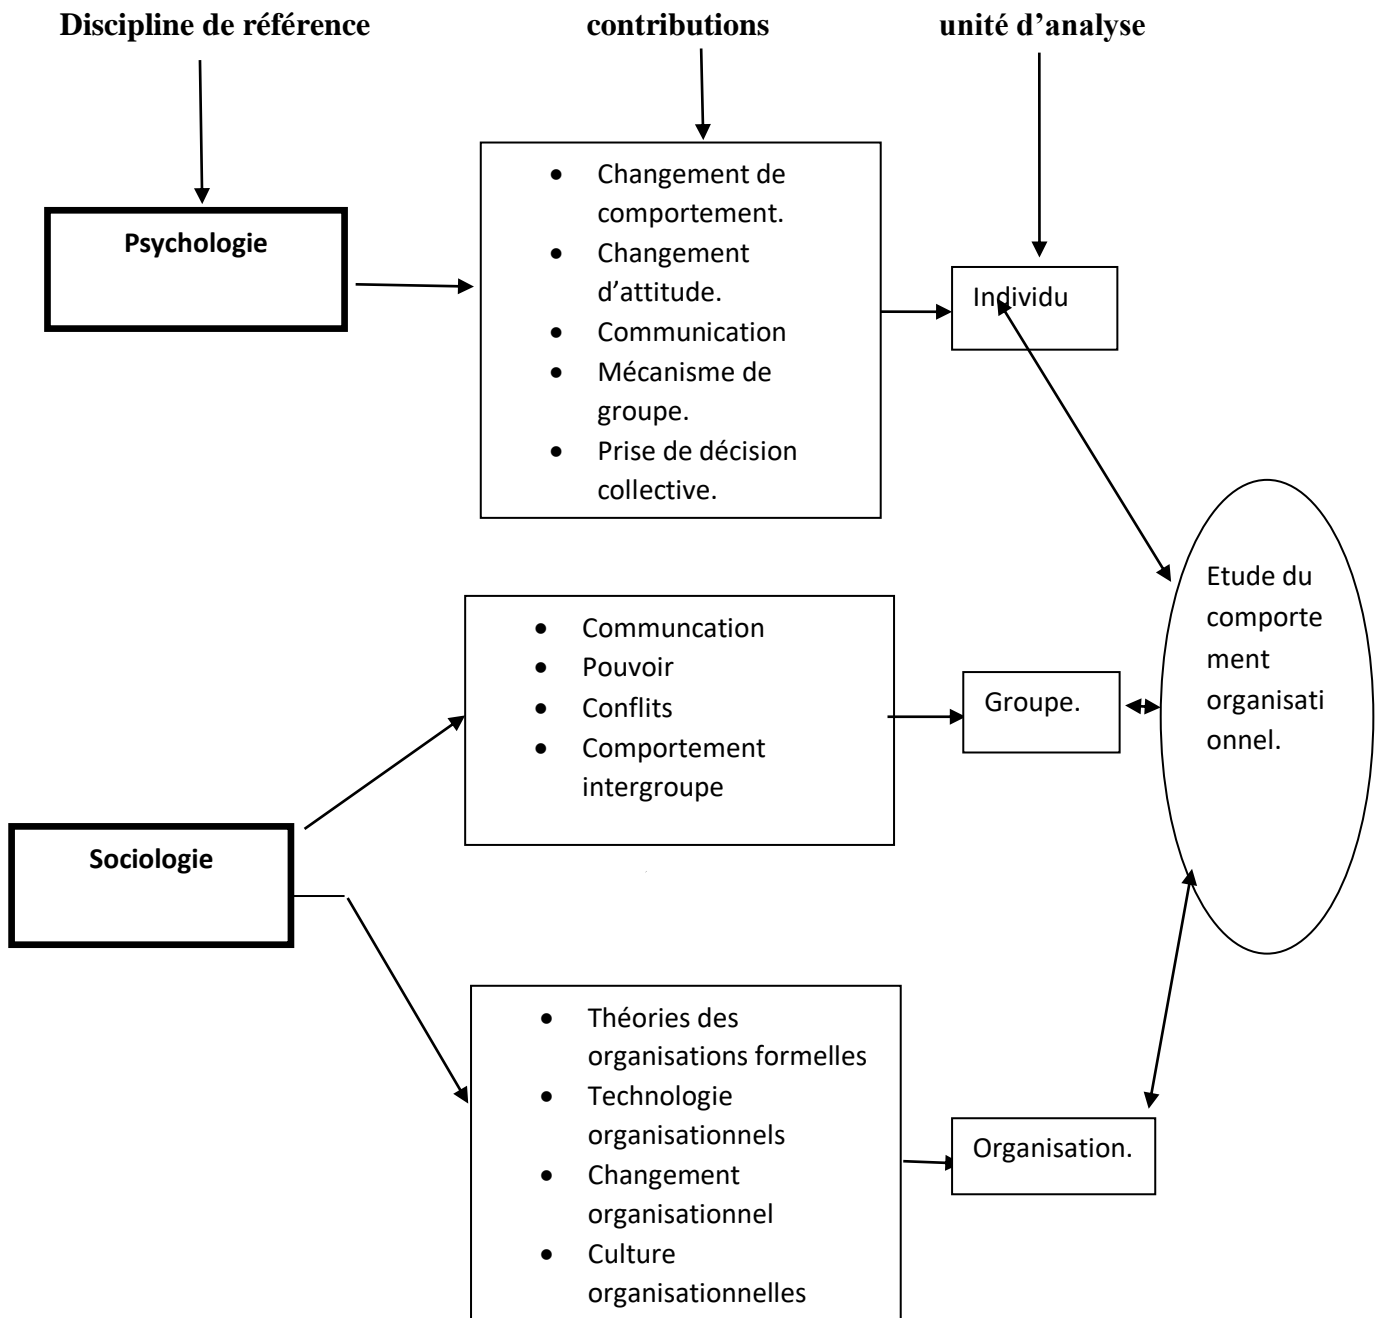 Discipline de référence contributions unité d’analyse
Psychologie
• Changement de
comportement.
• Changement
d’attitude.
• Communication
• Mécanisme de
groupe.
• Prise de décision
collective.
Individu
Etude du
comporte
ment
organisati
onnel.
• Communcation
• Pouvoir
• Conflits
• Comportement
intergroupe
Groupe.
Sociologie
• Théories des
organisations formelles
• Technologie
organisationnels
• Changement
organisationnel
• Culture
organisationnelles
Organisation.